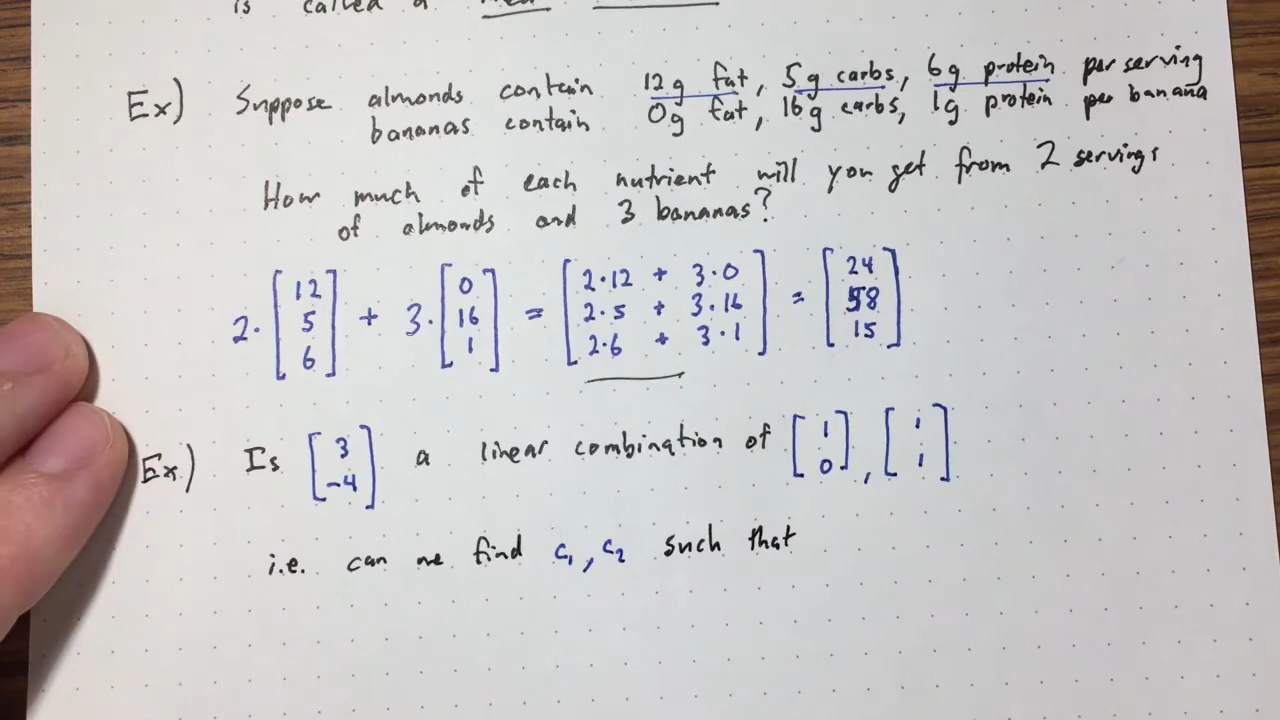 is called a
Ex) Suppose almonds contain 12g fat, 5g carbs, 6g protein per serving
bananas contain 0g fat, 16g carbs, 1g protein per banana
How much of each nutrient will you get from 2 servings
of almonds and 3 bananas?
2· [12 5 6] + 3· [0 16 1] = [2·12 + 3·0 2·5 + 3·16 2·6 + 3·1] = [24 58 15]
Ex) Is [3 -4] a linear combination of [1 0], [1 1]
i.e. can we find c₁, c₂ such that